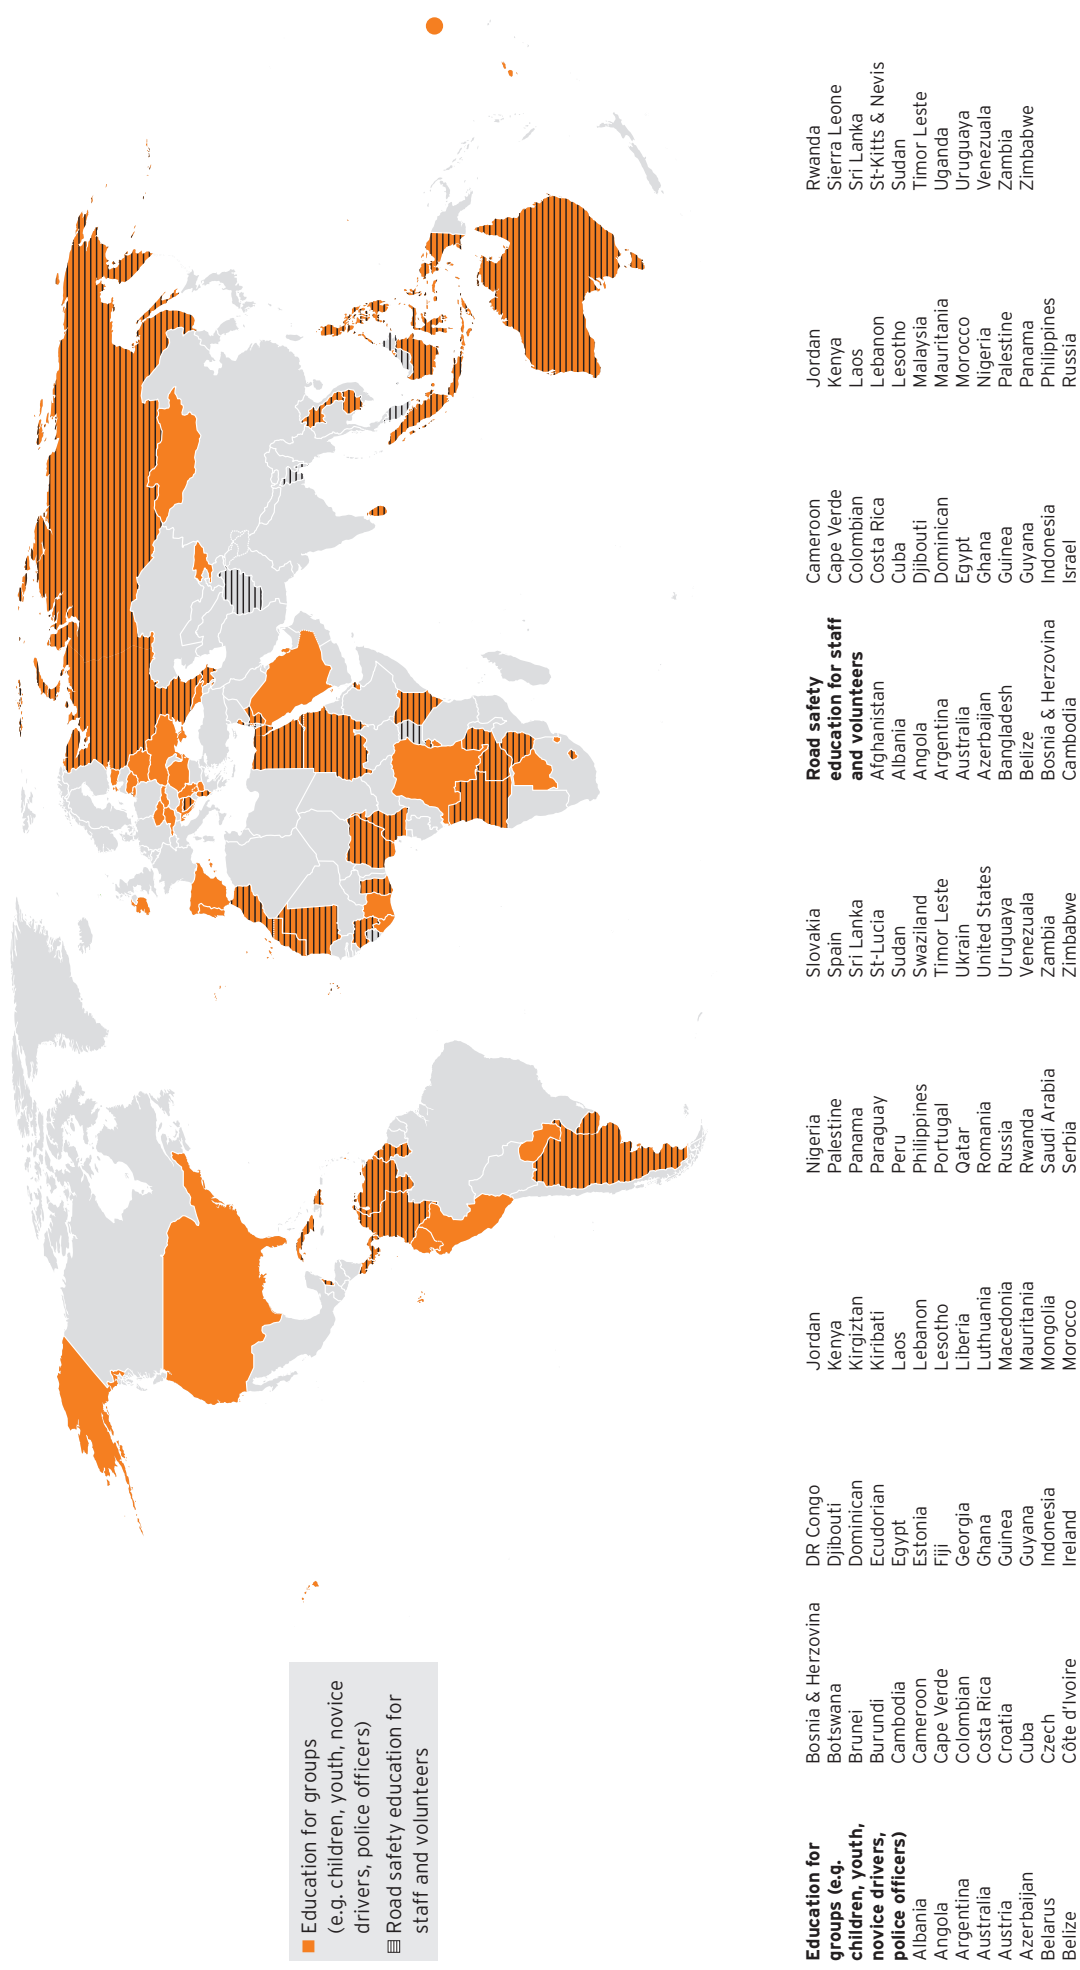 Education for groups
(e.g. children, youth, novice
drivers, police officers)
Road safety education for
staff and volunteers
Education for
groups (e.g.
children, youth,
novice drivers,
police officers)
Albania
Angola
Argentina
Australia
Austria
Azerbaijan
Belarus
Belize
Bosnia & Herzovina
Botswana
Brunei
Burundi
Cambodia
Cameroon
Cape Verde
Colombian
Costa Rica
Croatia
Cuba
Czech
Côte d'Ivoire
DR Congo
Djibouti
Dominican
Ecudorian
Egypt
Estonia
Fiji
Georgia
Ghana
Guinea
Guyana
Indonesia
Ireland
Jordan
Kenya
Kirgiztan
Kiribati
Laos
Lebanon
Lesotho
Liberia
Luthuania
Macedonia
Mauritania
Mongolia
Morocco
Nigeria
Palestine
Panama
Paraguay
Peru
Philippines
Portugal
Qatar
Romania
Russia
Rwanda
Saudi Arabia
Serbia
Slovakia
Spain
Sri Lanka
St-Lucia
Sudan
Swaziland
Timor Leste
Ukrain
United States
Uruguaya
Venezuala
Zambia
Zimbabwe
Road safety
education for staff
and volunteers
Afghanistan
Albania
Angola
Argentina
Australia
Azerbaijan
Bangladesh
Belize
Bosnia & Herzovina
Cambodia
Cameroon
Cape Verde
Colombian
Costa Rica
Cuba
Djibouti
Dominican
Egypt
Ghana
Guinea
Guyana
Indonesia
Israel
Jordan
Kenya
Laos
Lebanon
Lesotho
Malaysia
Mauritania
Morocco
Nigeria
Palestine
Panama
Philippines
Russia
Rwanda
Sierra Leone
Sri Lanka
St-Kitts & Nevis
Sudan
Timor Leste
Uganda
Uruguaya
Venezuala
Zambia
Zimbabwe